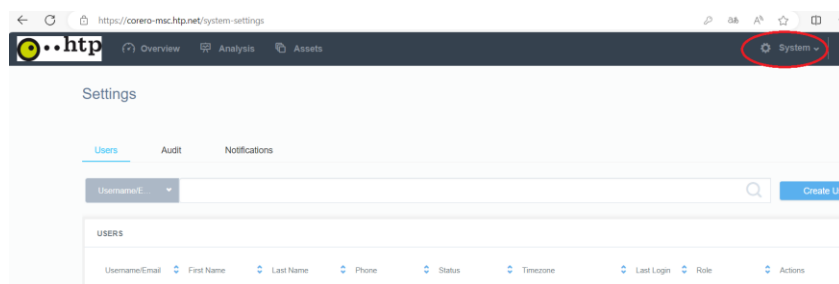 https://corero-msc.htp.net/system-settings
htp Overview Analysis Assets System
Settings
Users Audit Notifications
Username/E... Create U
USERS
Username/Email First Name Last Name Phone Status Timezone Last Login Role Actions